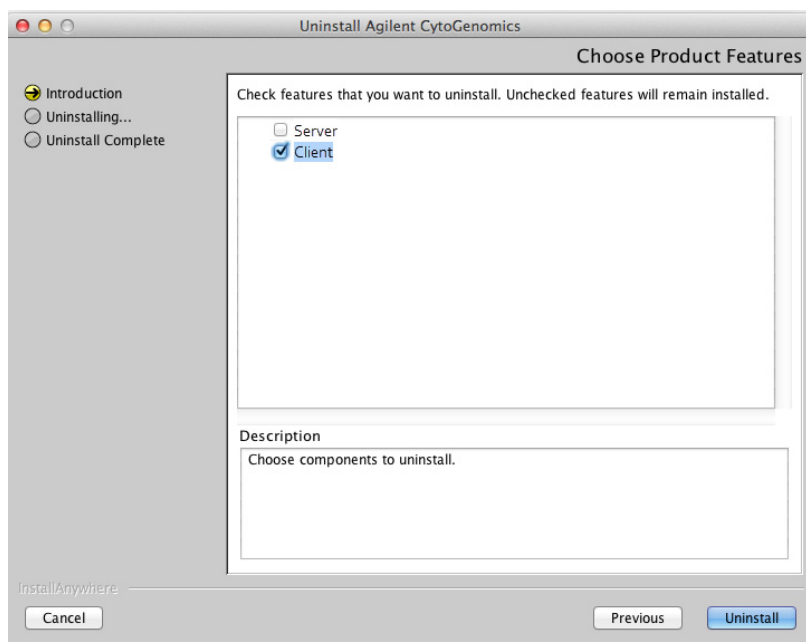 Uninstall Agilent CytoGenomics
Choose Product Features
Introduction
Uninstalling...
Uninstall Complete
Check features that you want to uninstall. Unchecked features will remain installed.
Server
Client
Description
Choose components to uninstall.
InstallAnywhere
Cancel
Previous
Uninstall